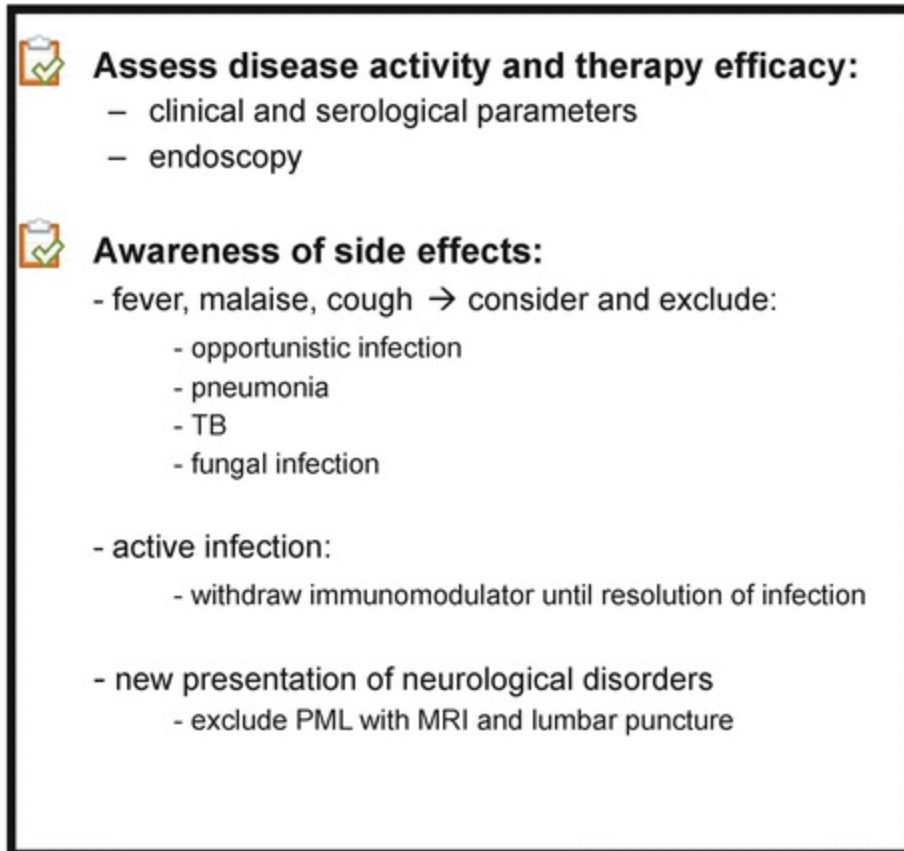 Assess disease activity and therapy efficacy:
– clinical and serological parameters
– endoscopy
Awareness of side effects:
- fever, malaise, cough → consider and exclude:
- opportunistic infection
- pneumonia
- TB
- fungal infection
- active infection:
- withdraw immunomodulator until resolution of infection
- new presentation of neurological disorders
- exclude PML with MRI and lumbar puncture